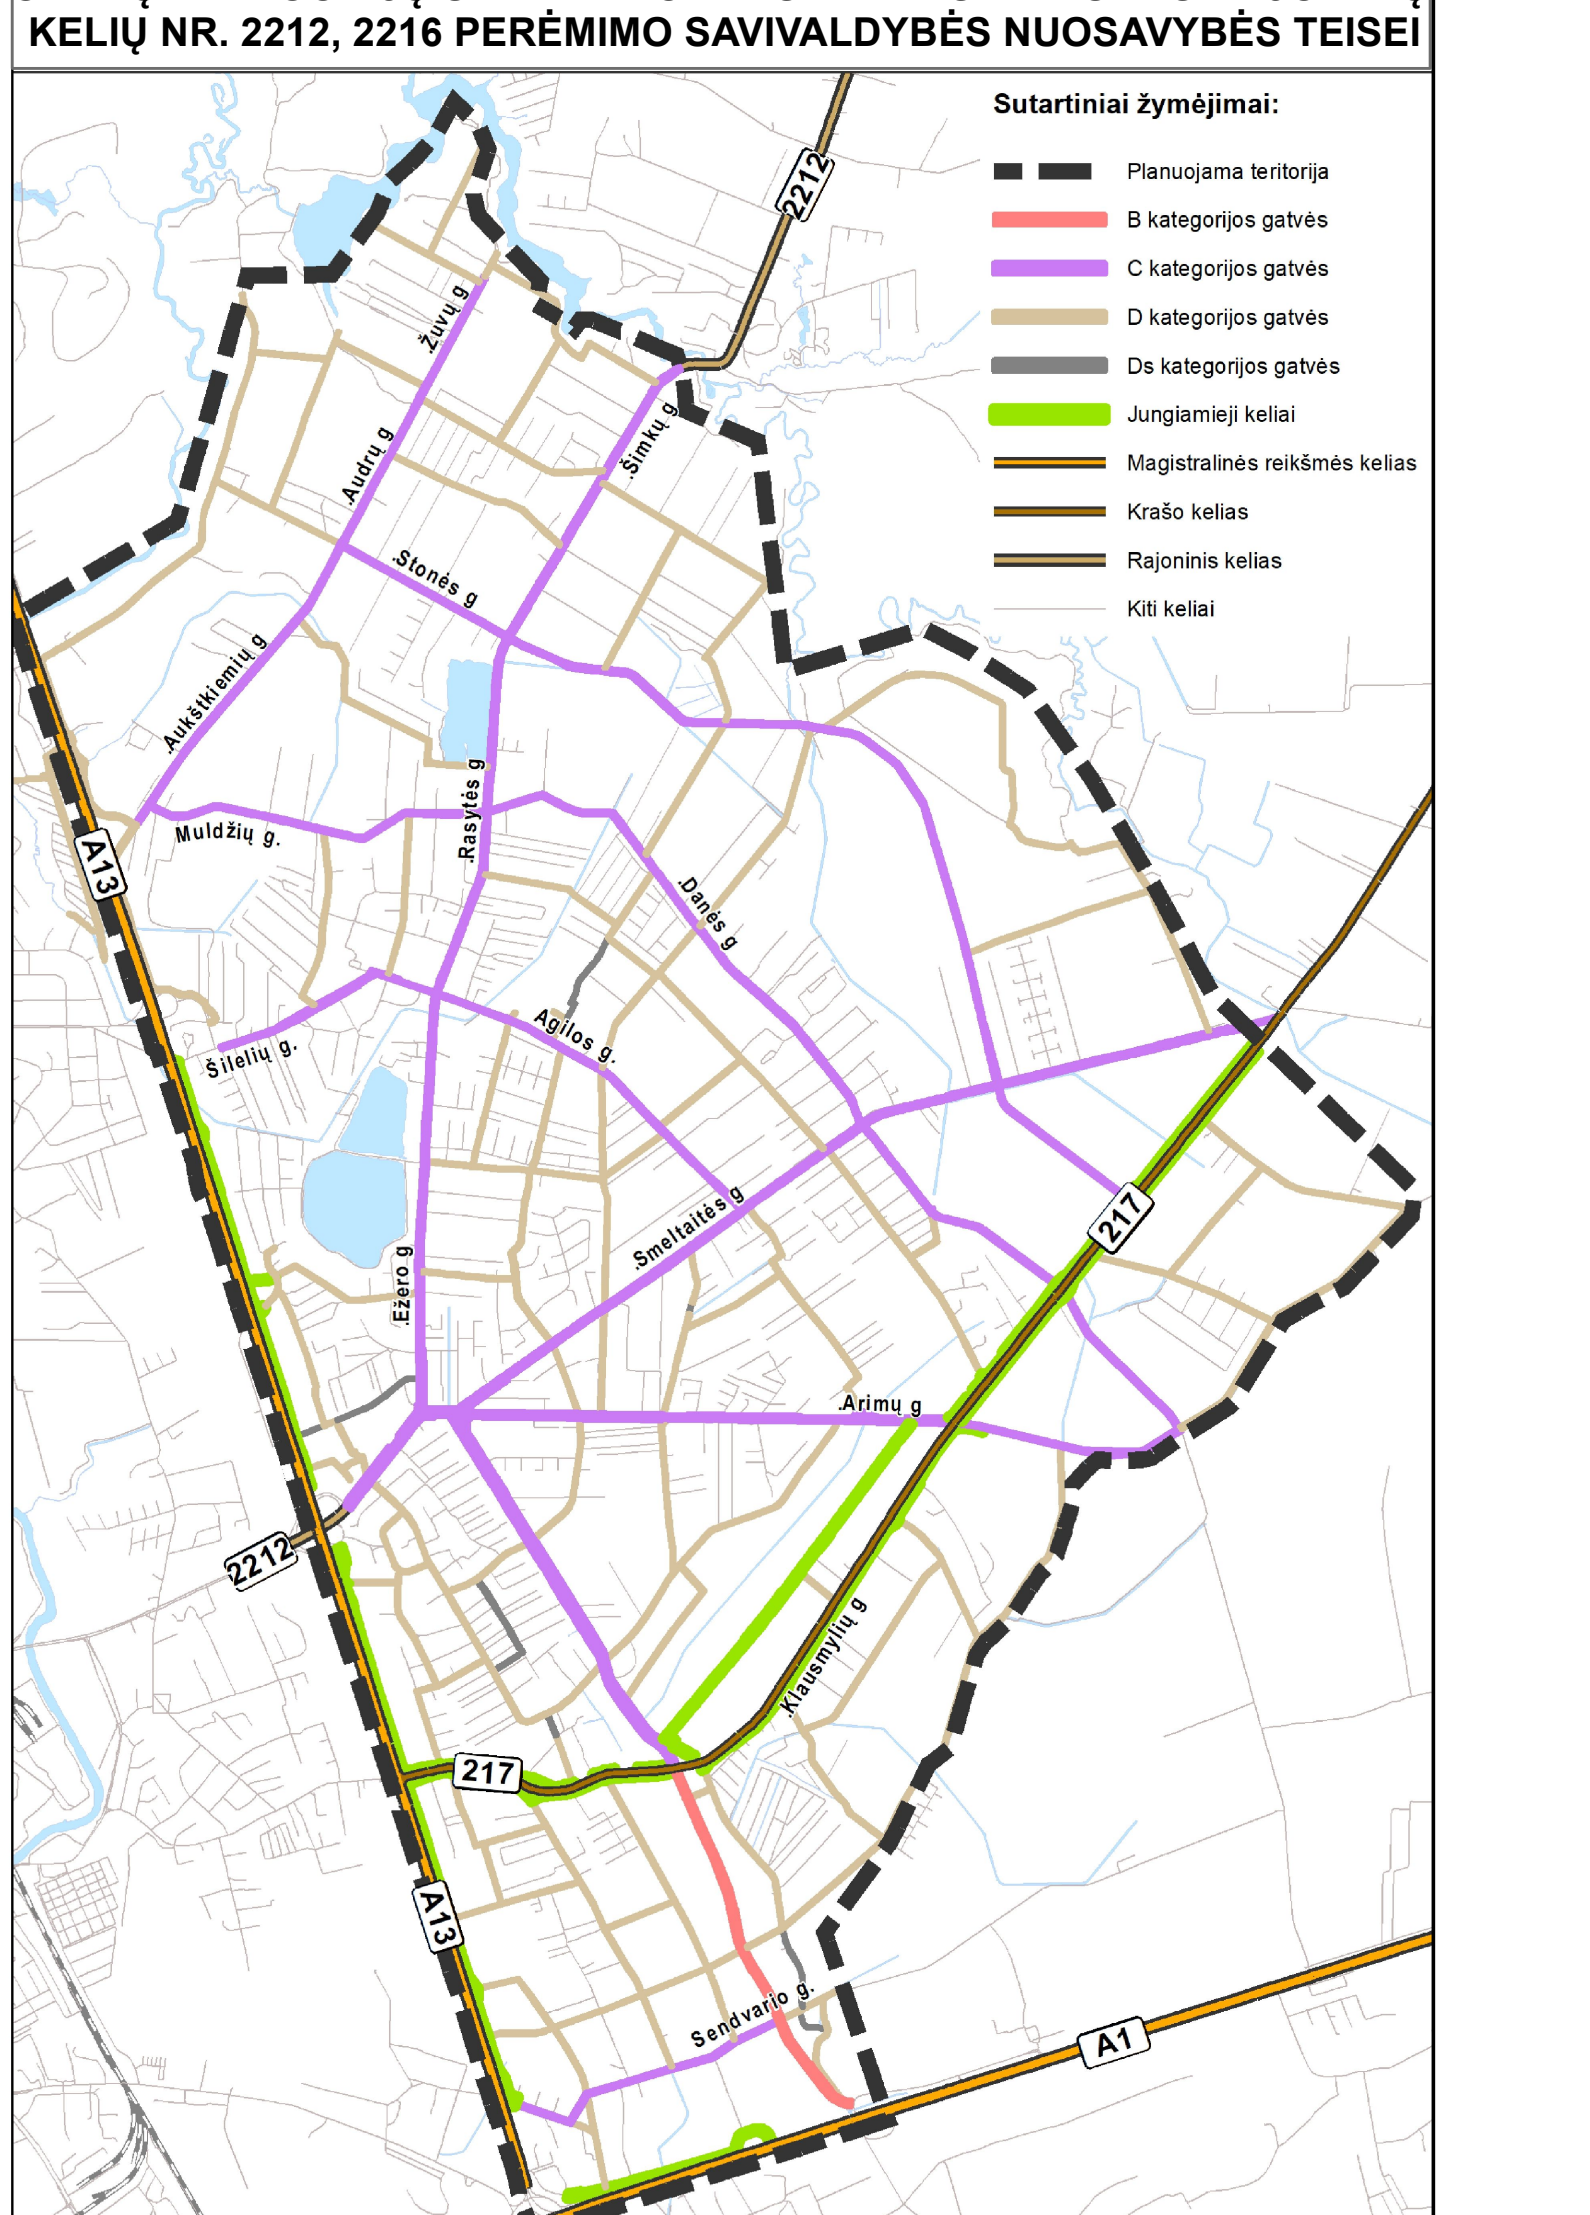 KELIŲ NR. 2212, 2216 PERĖMIMO SAVIVALDYBĖS NUOSAVYBĖS TEISEI
Sutartiniai žymėjimai:
Planuojama teritorija
B kategorijos gatvės
C kategorijos gatvės
D kategorijos gatvės
Ds kategorijos gatvės
Jungiamieji keliai
Magistralinės reikšmės kelias
Krašo kelias
Rajoninis kelias
Kiti keliai
2212
.Žuvų g
.Šimkų g
.Audrų g
.Stonės g
.Aukštkiemių g
.Rasytės g
Muldžių g.
A13
.Danės g
Agilos g.
Šilelių g.
.Smeltaitės g
217
.Ežero g
.Arimų g
2212
.Klausmylių g
217
A13
Sendvario g.
A1